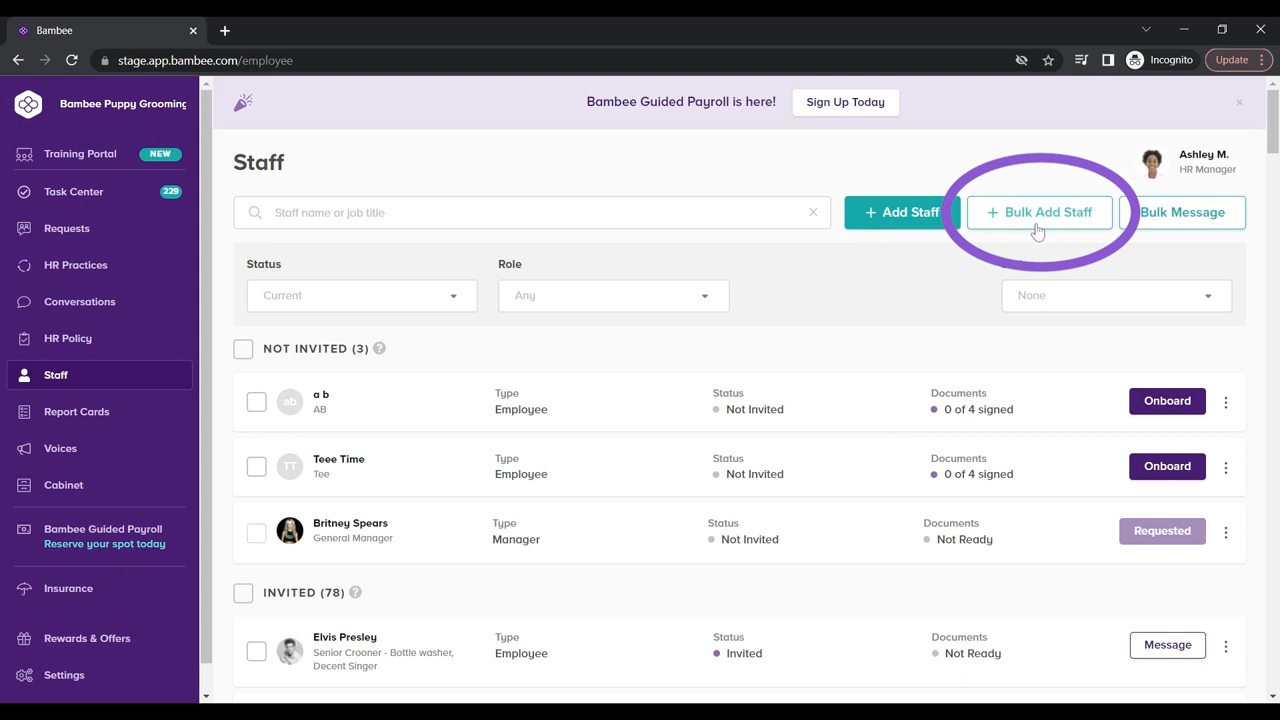 Bambee
stage.app.bambee.com/employee
Incognito
Update
Bambee Puppy Grooming
Training Portal
NEW
Task Center
229
Requests
HR Practices
Conversations
HR Policy
Staff
Report Cards
Voices
Cabinet
Bambee Guided Payroll
Reserve your spot today
Insurance
Rewards & Offers
Settings
Bambee Guided Payroll is here!
Sign Up Today
Staff
Ashley M.
HR Manager
Staff name or job title
+ Add Staff
+ Bulk Add Staff
Bulk Message
Status
Role
Current
Any
None
NOT INVITED (3)
ab
a b
AB
Type
Employee
Status
Not Invited
Documents
0 of 4 signed
Onboard
TT
Teee Time
Tee
Type
Employee
Status
Not Invited
Documents
0 of 4 signed
Onboard
Britney Spears
General Manager
Type
Manager
Status
Not Invited
Documents
Not Ready
Requested
INVITED (78)
Elvis Presley
Senior Crooner - Bottle washer,
Decent Singer
Type
Employee
Status
Invited
Documents
Not Ready
Message